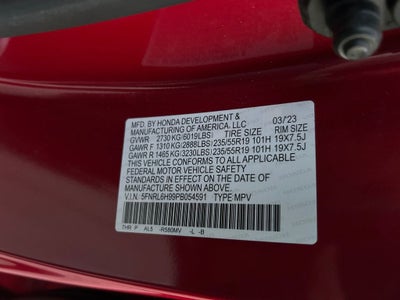 MFD. BY HONDA DEVELOPMENT & 03/23
MANUFACTURING OF AMERICA, LLC
GVWR 2730 KG(6019LBS) TIRE SIZE RIM SIZE
GAWR F 1310 KG(2888LBS) 235/55R19 101H 19X7.5J
GAWR R 1465 KG(3230LBS) 235/55R19 101H 19X7.5J
THIS VEHICLE CONFORMS TO ALL APPLICABLE
FEDERAL MOTOR VEHICLE SAFETY
STANDARDS IN EFFECT ON THE DATE OF
MANUFACTURE SHOWN ABOVE.
V.I.N. 5FNRL6H99PB054591 TYPE MPV
THR P -R580MV -L -B